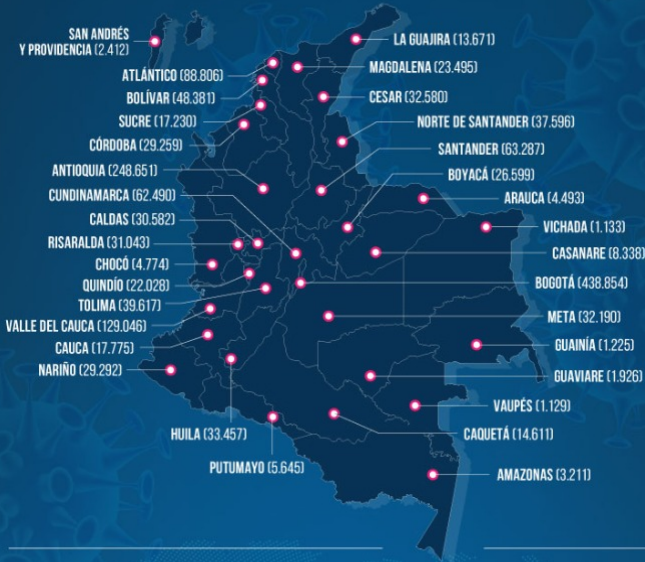 SAN ANDRÉS
Y PROVIDENCIA (2.412)
ATLÁNTICO (88.806)
BOLÍVAR (48.381)
SUCRE (17.230)
CÓRDOBA (29.259)
ANTIOQUIA (248.651)
CUNDINAMARCA (62.490)
CALDAS (30.582)
RISARALDA (31.043)
CHOCÓ (4.774)
QUINDÍO (22.028)
TOLIMA (39.617)
VALLE DEL CAUCA (129.046)
CAUCA (17.775)
NARIÑO (29.292)
HUILA (33.457)
PUTUMAYO (5.645)
LA GUAJIRA (13.671)
MAGDALENA (23.495)
CESAR (32.580)
NORTE DE SANTANDER (37.596)
SANTANDER (63.287)
BOYACÁ (26.599)
ARAUCA (4.493)
VICHADA (1.133)
CASANARE (8.338)
BOGOTÁ (438.854)
META (32.190)
GUAINÍA (1.225)
GUAVIARE (1.926)
VAUPÉS (1.129)
CAQUETÁ (14.611)
AMAZONAS (3.211)